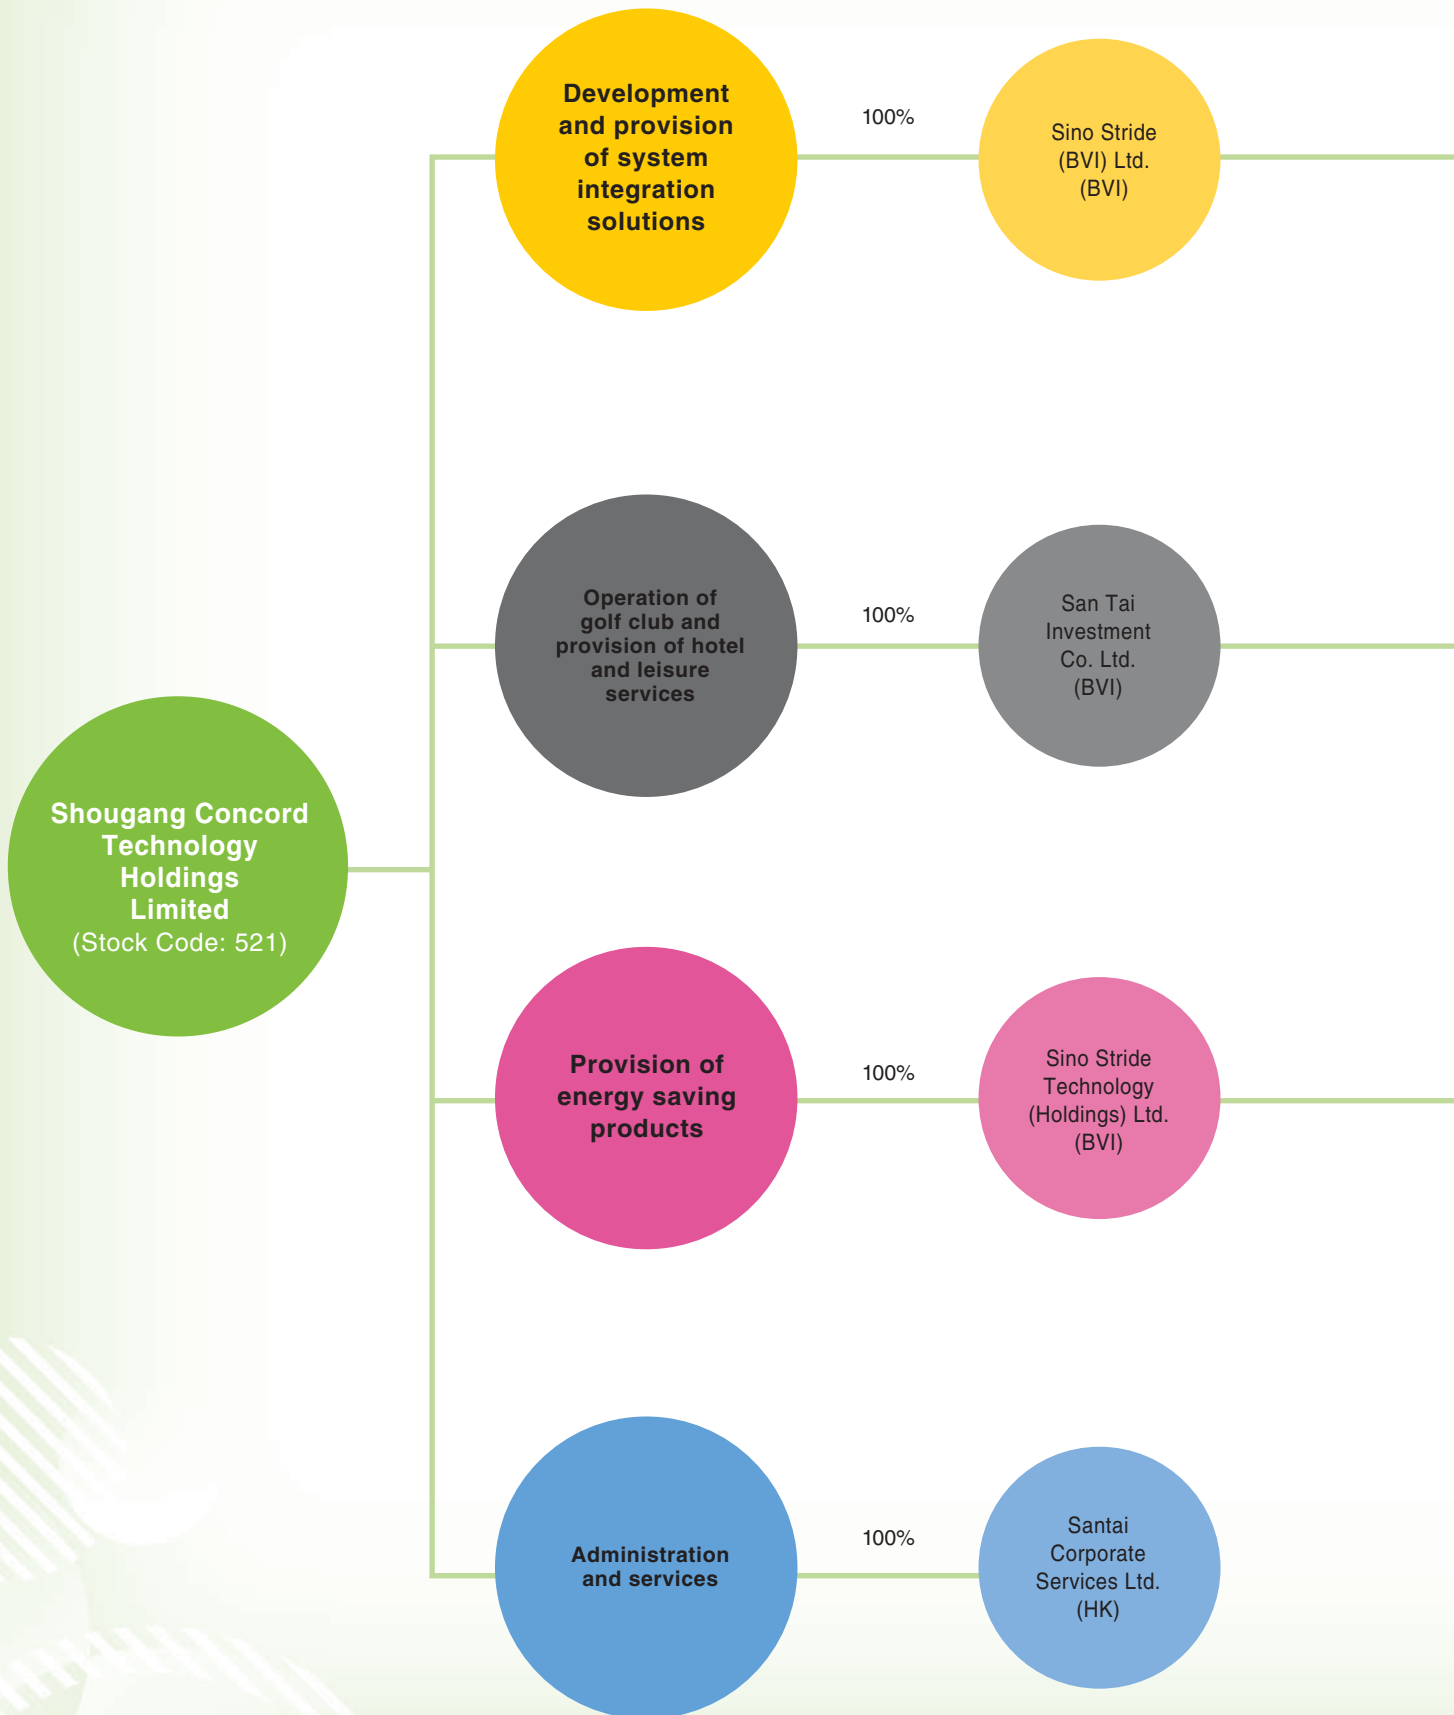 Development
and provision
of system
integration
solutions
100%
Sino Stride
(BVI) Ltd.
(BVI)
Operation of
golf club and
provision of hotel
and leisure
services
100%
San Tai
Investment
Co. Ltd.
(BVI)
Shougang Concord
Technology
Holdings
Limited
(Stock Code: 521)
Provision of
energy saving
products
100%
Sino Stride
Technology
(Holdings) Ltd.
(BVI)
Administration
and services
100%
Santai
Corporate
Services Ltd.
(HK)